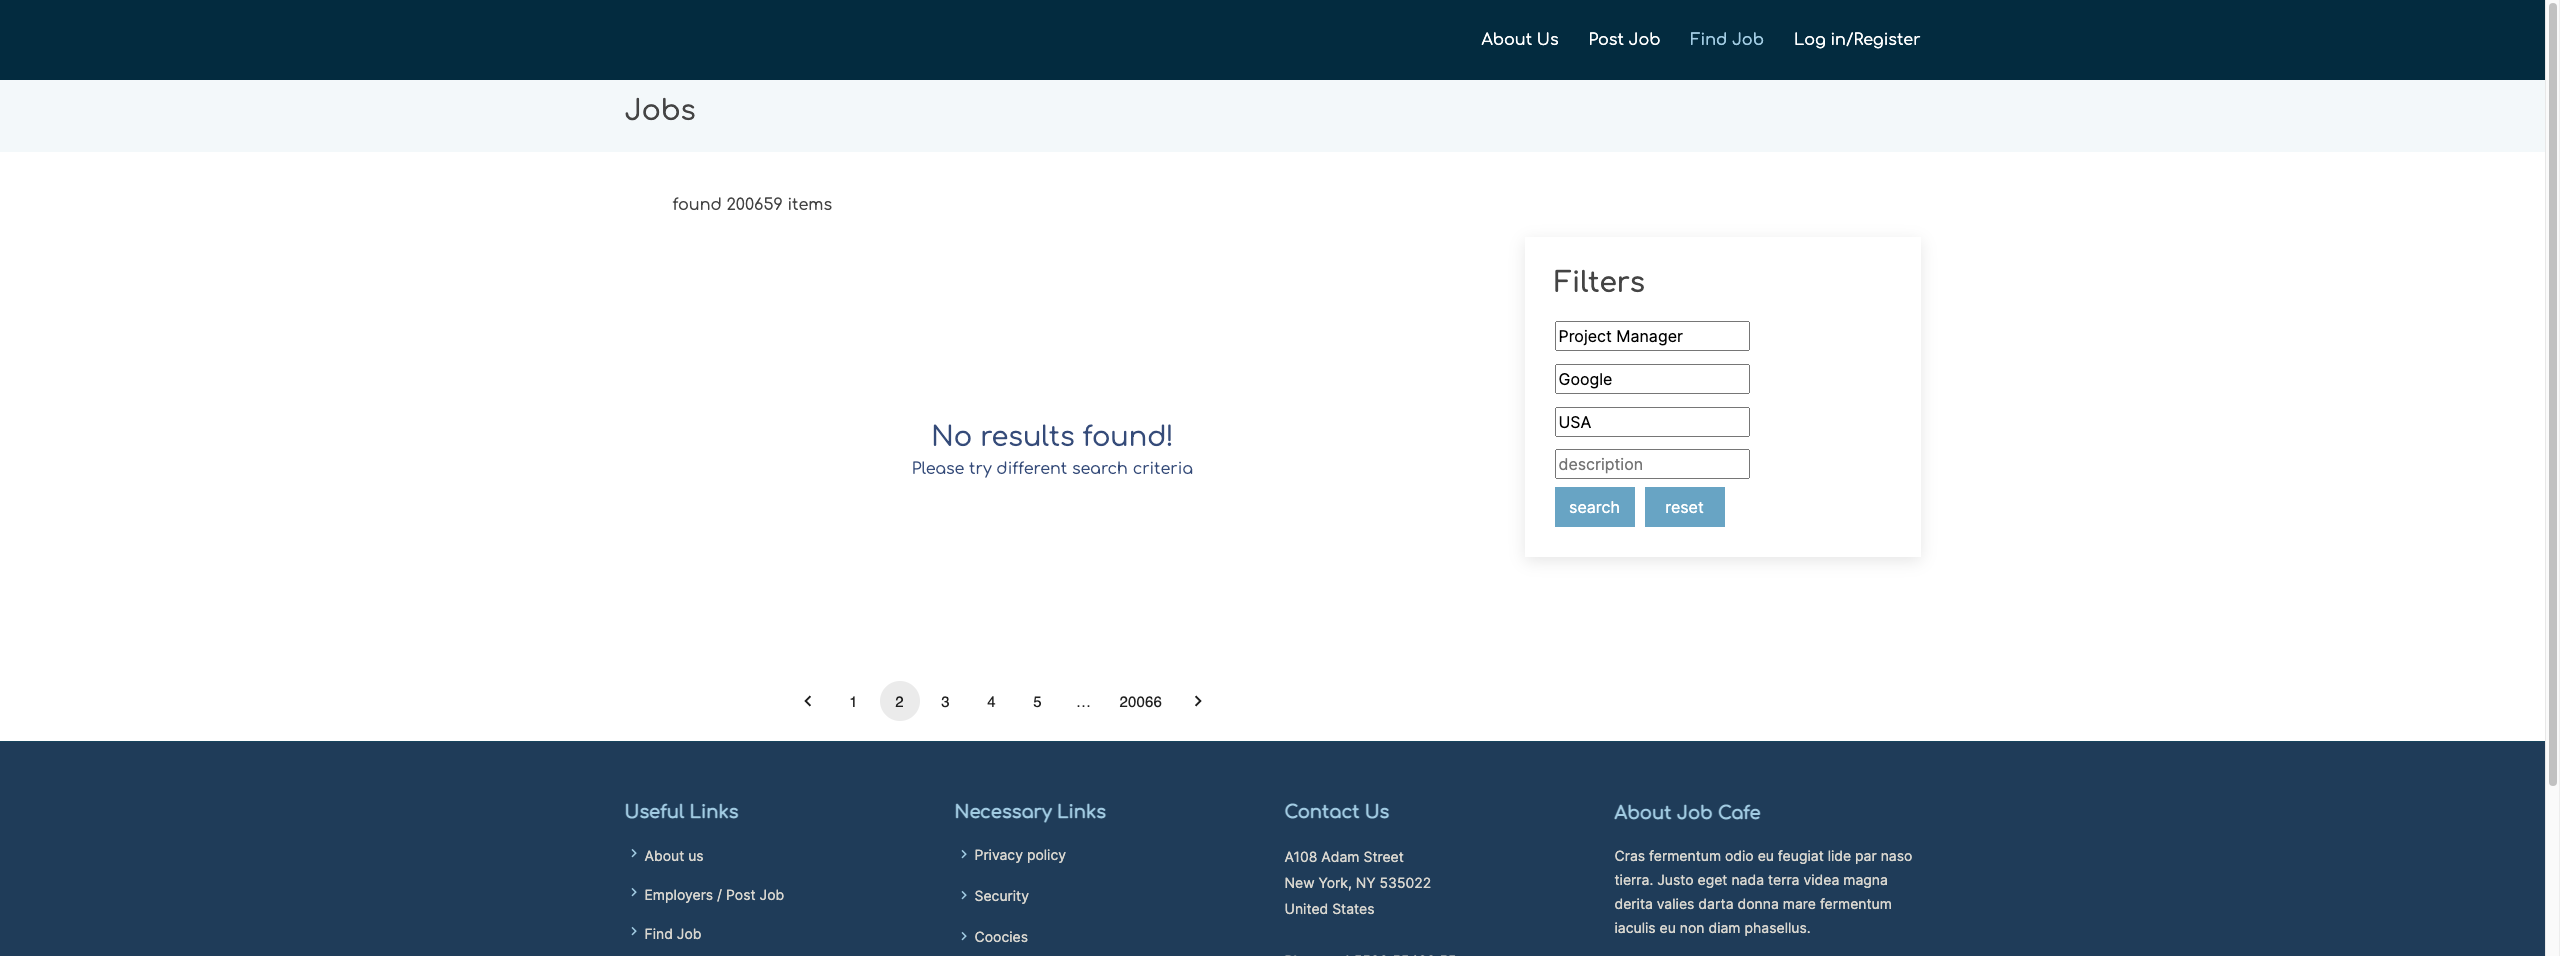 About Us Post Job Find Job Log in/Register
Jobs
found 200659 items
Filters
Project Manager
Google
USA
description
search reset
No results found!
Please try different search criteria
1 2 3 4 5 ... 20066
Useful Links
About us
Employers / Post Job
Find Job
Necessary Links
Privacy policy
Security
Coocies
Contact Us
A108 Adam Street
New York, NY 535022
United States
About Job Cafe
Cras fermentum odio eu feugiat lide par naso
tierra. Justo eget nada terra videa magna
derita valies darta donna mare fermentum
iaculis eu non diam phasellus.